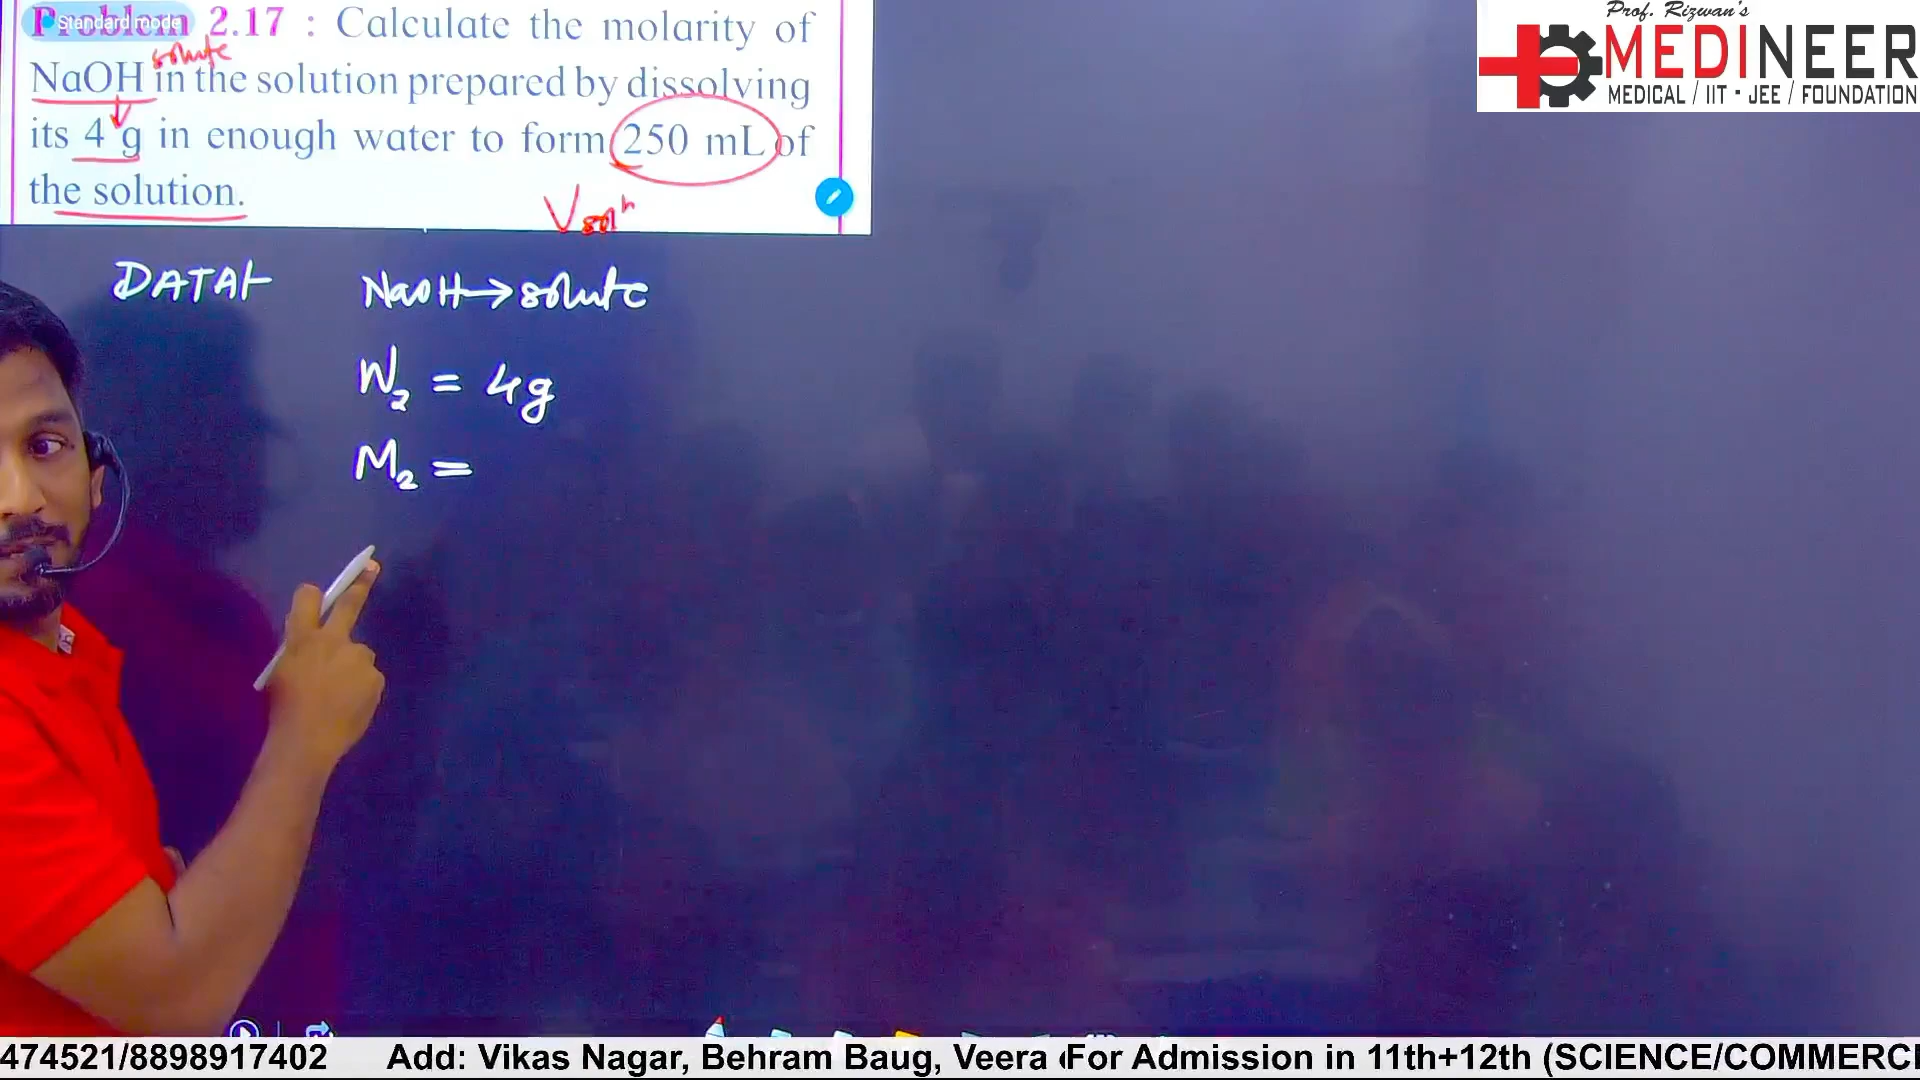 Standard mode
Problem 2.17 : Calculate the molarity of
solute
NaOH in the solution prepared by dissolving
its 4 g in enough water to form 250 mL of
the solution.
V soln
DATA
NaOH → solute
W2 = 4g
M2 =
Prof. Rizwan's
MEDINEER
MEDICAL / IIT - JEE / FOUNDATION
474521/8898917402 Add: Vikas Nagar, Behram Baug, Veera For Admission in 11th+12th (SCIENCE/COMMERC